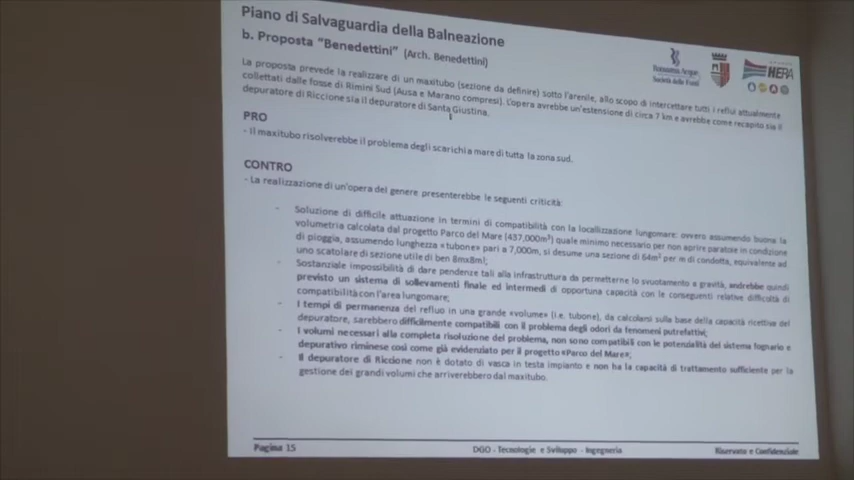 Piano di Salvaguardia della Balneazione
b. Proposta "Benedettini" (Arch. Benedettini)
Romagna Acque
Società delle Fonti
HERA
La proposta prevede la realizzare di un maxitubo (sezione da definire) sotto l'arenile, allo scopo di intercettare tutti i reflui attualmente
collettati dalle fosse di Rimini Sud (Ausa e Marano compresi). L'opera avrebbe un'estensione di circa 7 km e avrebbe come recapito sia il
depuratore di Riccione sia il depuratore di Santa Giustina.
PRO
- Il maxitubo risolverebbe il problema degli scarichi a mare di tutta la zona sud.
CONTRO
- La realizzazione di un'opera del genere presenterebbe le seguenti criticità:
- Soluzione di difficile attuazione in termini di compatibilità con la locallizzazione lungomare: ovvero assumendo buona la
volumetria calcolata dal progetto Parco del Mare (437,000m³) quale minimo necessario per non aprire paratoie in condizione
di pioggia, assumendo lunghezza «tubone» pari a 7,000m, si desume una sezione di 64m³ per m di condotta, equivalente ad
uno scatolare di sezione utile di ben 8mx8m!;
- Sostanziale impossibilità di dare pendenze tali alla infrastruttura da permetterne lo svuotamento a gravità, andrebbe quindi
previsto un sistema di sollevamenti finale ed intermedi di opportuna capacità con le conseguenti difficoltà di
compatibilità con l'area lungomare;
- I tempi di permanenza del refluo in una grande «volume» (i.e. tubone), da calcolarsi sulla base della capacità ricettiva del
depuratore, sarebbero difficilmente compatibili con il problema degli odori da fenomeni putrefattivi;
- I volumi necessari alla completa risoluzione del problema, non sono compatibili con le potenzialità del sistema fognario e
depurativo riminese così come già evidenziato per il progetto «Parco del Mare»;
- Il depuratore di Riccione non è dotato di vasca in testa impianto e non ha la capacità di trattamento sufficiente per la
gestione dei grandi volumi che arriverebbero dal maxitubo.
Pagina 15
DGO - Tecnologie e Sviluppo - Ingegneria
Riservato e Confidenziale